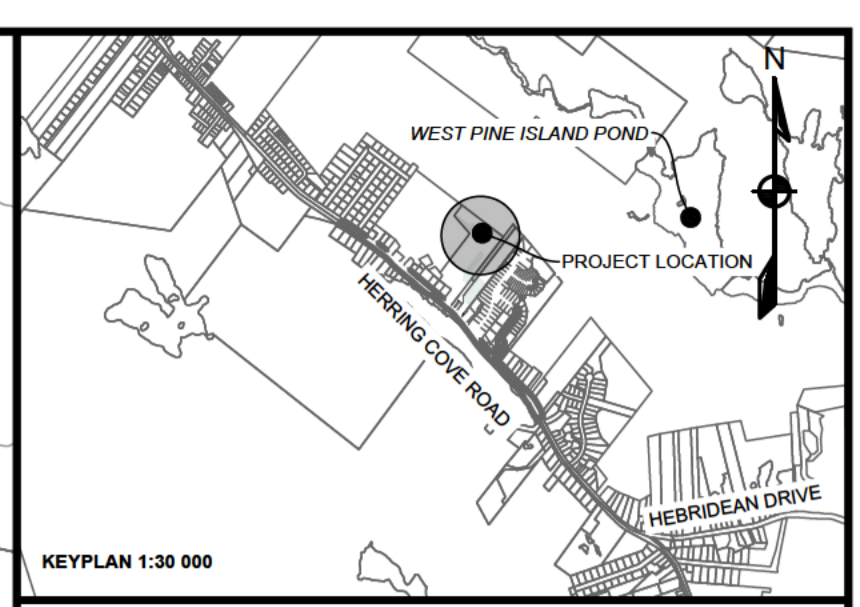 N
WEST PINE ISLAND POND
PROJECT LOCATION
HERRING COVE ROAD
HEBRIDEAN DRIVE
KEYPLAN 1:30 000